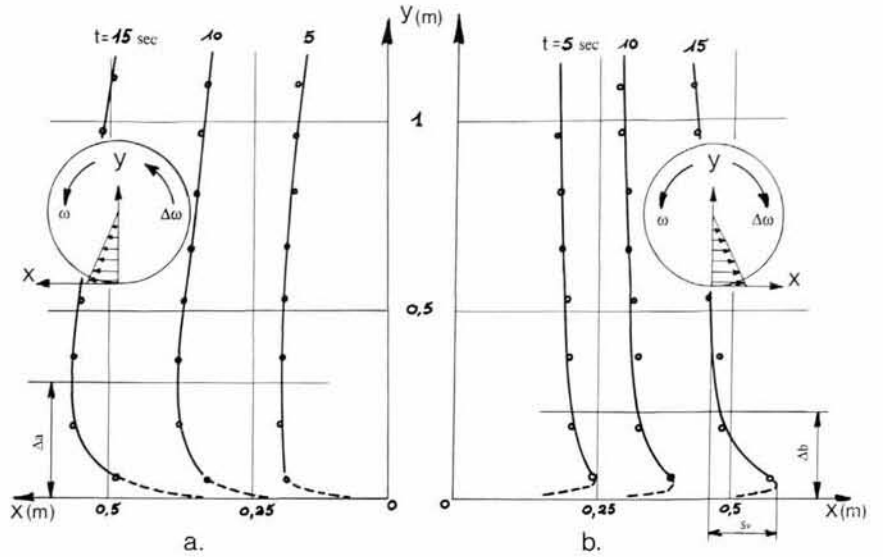 y (m)
t = 15 sec 10 5
t = 5 sec 10 15
1
y
ω Δω
x
y
ω Δω
x
0,5
Δa
Δb
x (m) 0,5 0,25 0
0 0,25 0,5 x (m)
a.
b.